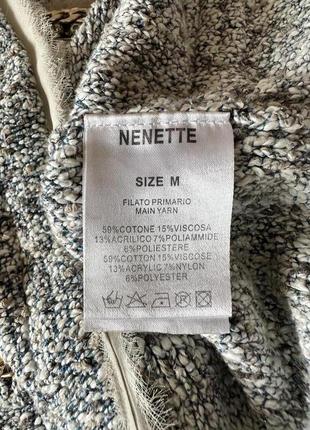 NENETTE
SIZE M
FILATO PRIMARIO
MAIN YARN
59%COTONE 15%VISCOSA
13%ACRILICO 7%POLIAMMIDE
6%POLIESTERE
59%COTTON 15%VISCOSE
13%ACRYLIC 7%NYLON
6%POLYESTER